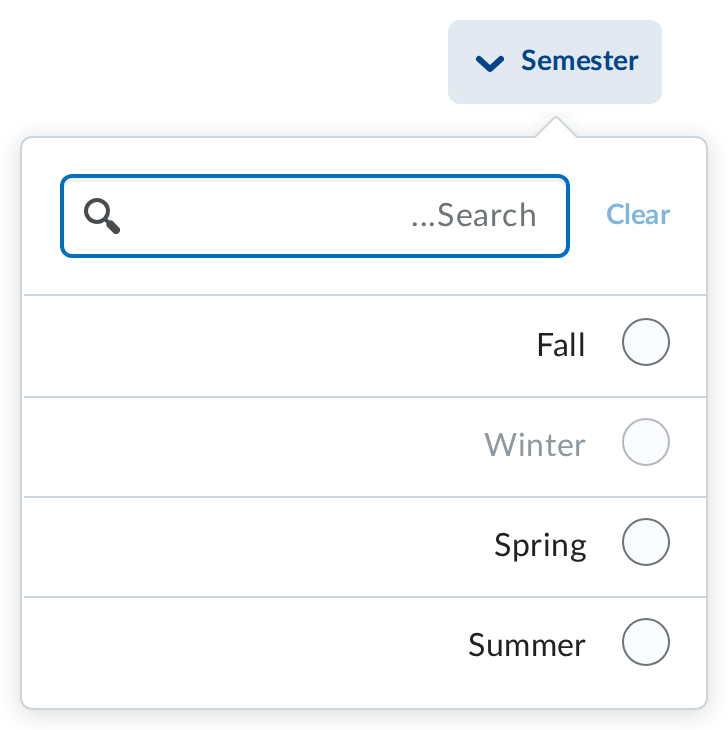 Semester
...Search
Clear
Fall
Winter
Spring
Summer